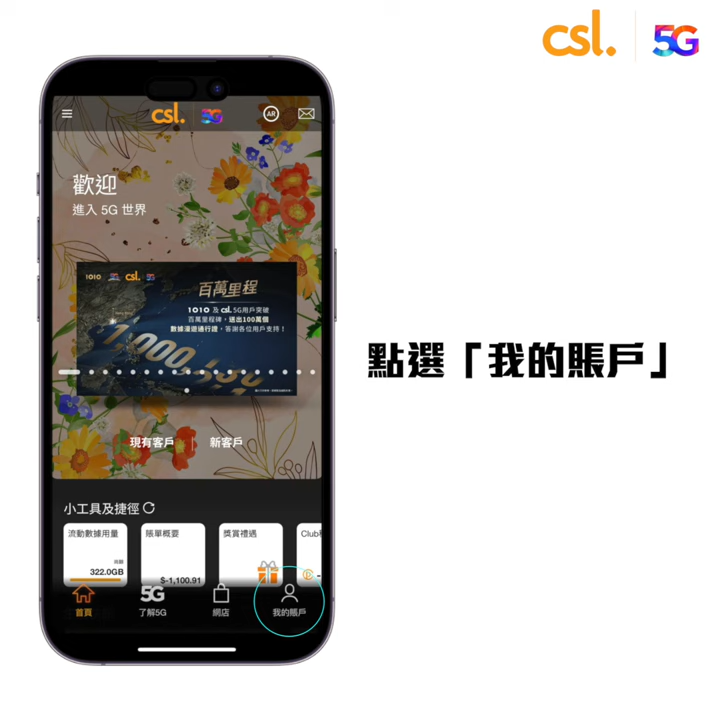 csl. 5G
csl. 5G AR
歡迎
進入 5G 世界
1O1O 5G csl. 5G
百萬里程
1O1O 及 csl. 5G用戶突破
百萬里程碑，送出100萬個
數據漫遊通行證，答謝各位用戶支持！
點選「我的賬戶」
現有客戶 | 新客戶
小工具及捷徑
流動數據用量 賬單概要 獎賞禮遇
322.0GB
$-1,100.91
首頁 了解5G 網店 我的賬戶